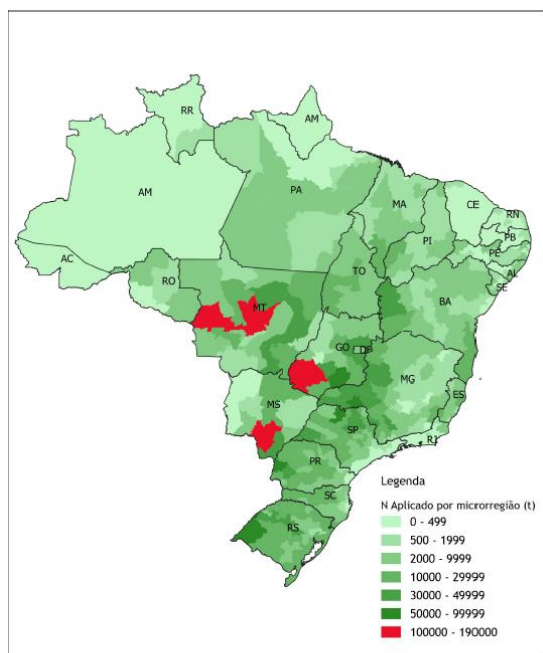 RR
AM
AM
PA
MA
CE
RN
PB
PI
PE
AL
SE
AC
RO
TO
BA
MT
GO
DF
MG
MS
ES
SP
RJ
PR
SC
RS
Legenda
N Aplicado por microrregião (t)
0 - 499
500 - 1999
2000 - 9999
10000 - 29999
30000 - 49999
50000 - 99999
100000 - 190000